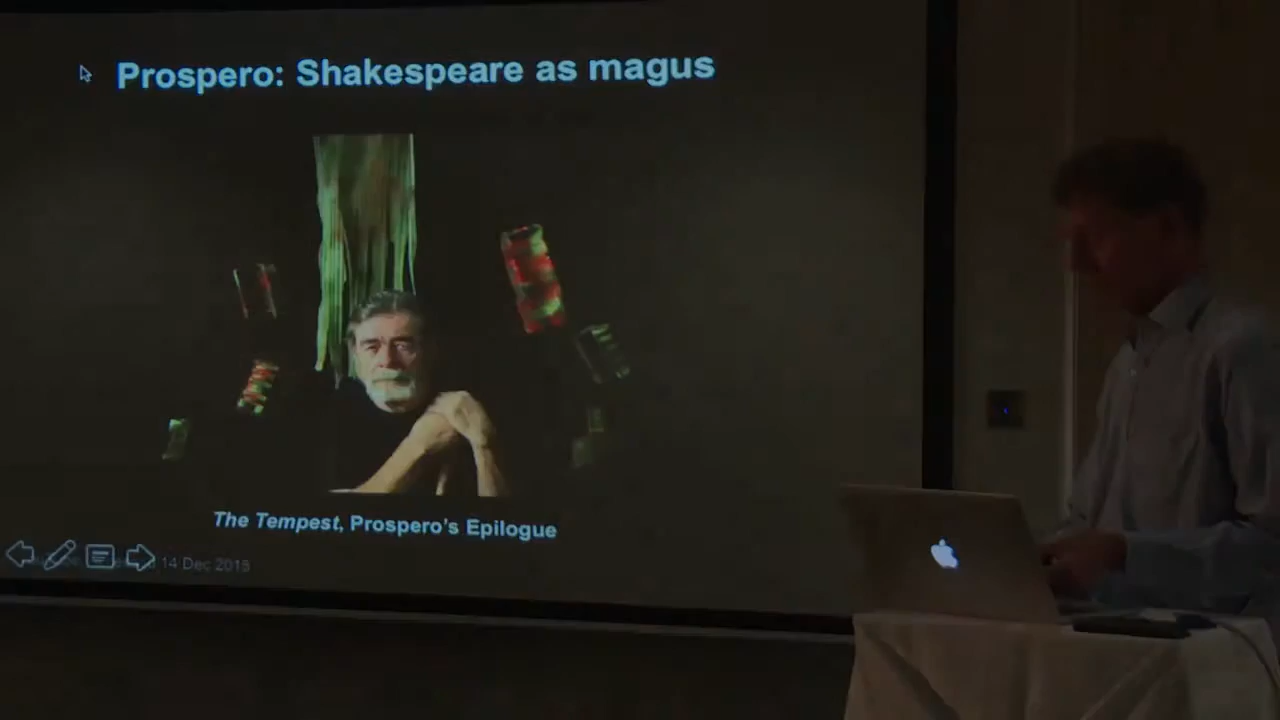 Prospero: Shakespeare as magus
The Tempest, Prospero's Epilogue
14 Dec 2015